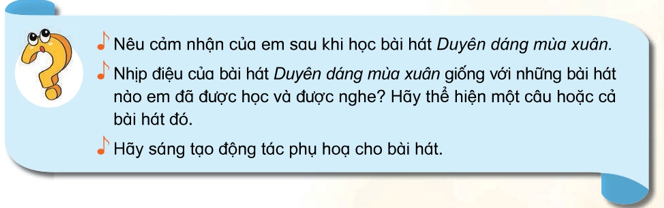 Nêu cảm nhận của em sau khi học bài hát Duyên dáng mùa xuân.
Nhịp điệu của bài hát Duyên dáng mùa xuân giống với những bài hát
nào em đã được học và được nghe? Hãy thể hiện một câu hoặc cả
bài hát đó.
Hãy sáng tạo động tác phụ hoạ cho bài hát.